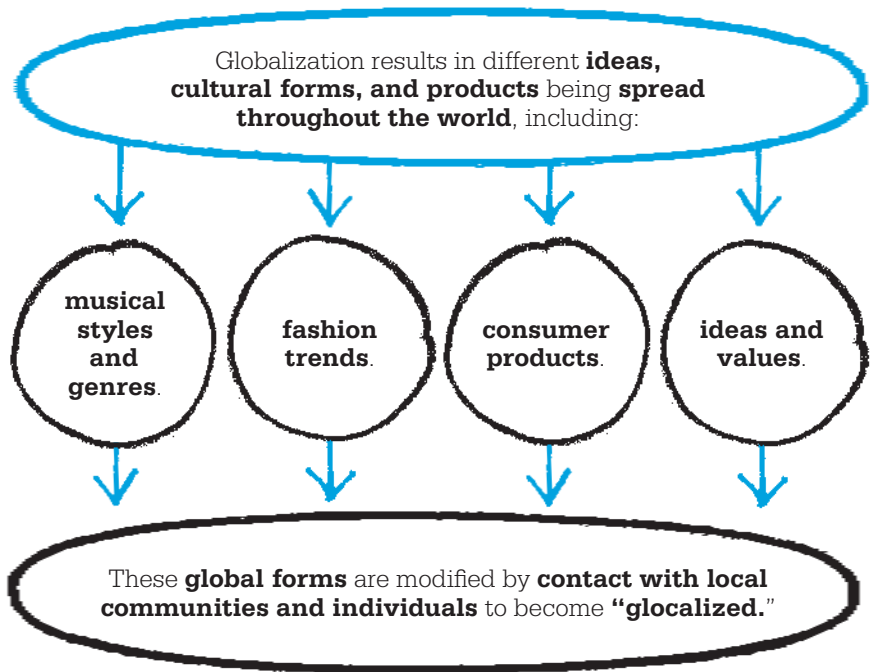 Globalization results in different ideas,
cultural forms, and products being spread
throughout the world, including:
musical
styles
and
genres.
fashion
trends.
consumer
products.
ideas and
values.
These global forms are modified by contact with local
communities and individuals to become “glocalized.”